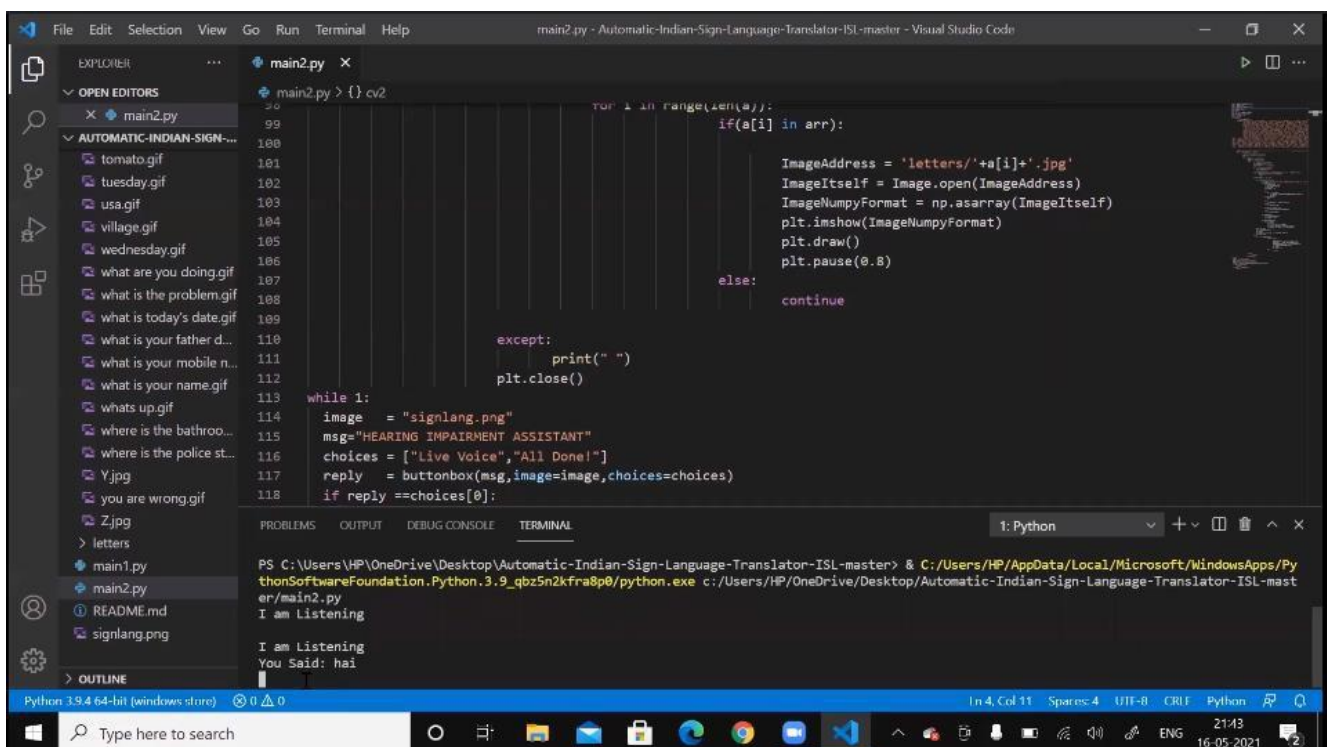 File Edit Selection View Go Run Terminal Help main2.py - Automatic-Indian-Sign-Language-Translator-ISL-master - Visual Studio Code
EXPLORER ...
main2.py ×
OPEN EDITORS
main2.py > {} cv2
× main2.py
AUTOMATIC-INDIAN-SIGN-...
tomato.gif
tuesday.gif
usa.gif
village.gif
wednesday.gif
what are you doing.gif
what is the problem.gif
what is today's date.gif
what is your father d...
what is your mobile n...
what is your name.gif
whats up.gif
where is the bathroo...
where is the police st...
Y.jpg
you are wrong.gif
Z.jpg
> letters
main1.py
main2.py
README.md
signlang.png
> OUTLINE
98 for i in range(len(a)):
99 if(a[i] in arr):
100
101 ImageAddress = 'letters/'+a[i]+'.jpg'
102 ImageItself = Image.open(ImageAddress)
103 ImageNumpyFormat = np.asarray(ImageItself)
104 plt.imshow(ImageNumpyFormat)
105 plt.draw()
106 plt.pause(0.8)
107 else:
108 continue
109
110 except:
111 print(" ")
112 plt.close()
113 while 1:
114 image = "signlang.png"
115 msg="HEARING IMPAIRMENT ASSISTANT"
116 choices = ["Live Voice","All Done!"]
117 reply = buttonbox(msg,image=image,choices=choices)
118 if reply ==choices[0]:
PROBLEMS OUTPUT DEBUG CONSOLE TERMINAL 1: Python
PS C:\Users\HP\OneDrive\Desktop\Automatic-Indian-Sign-Language-Translator-ISL-master> & C:/Users/HP/AppData/Local/Microsoft/WindowsApps/Py
thonSoftwareFoundation.Python.3.9_qbz5n2kfra8p0/python.exe c:/Users/HP/OneDrive/Desktop/Automatic-Indian-Sign-Language-Translator-ISL-mast
er/main2.py
I am Listening
I am Listening
You Said: hai
Python 3.9.4 64-bit (windows store) 0 0 Ln 4, Col 11 Spaces: 4 UTF-8 CRLF Python
Type here to search ENG 21:43
16-05-2021 2